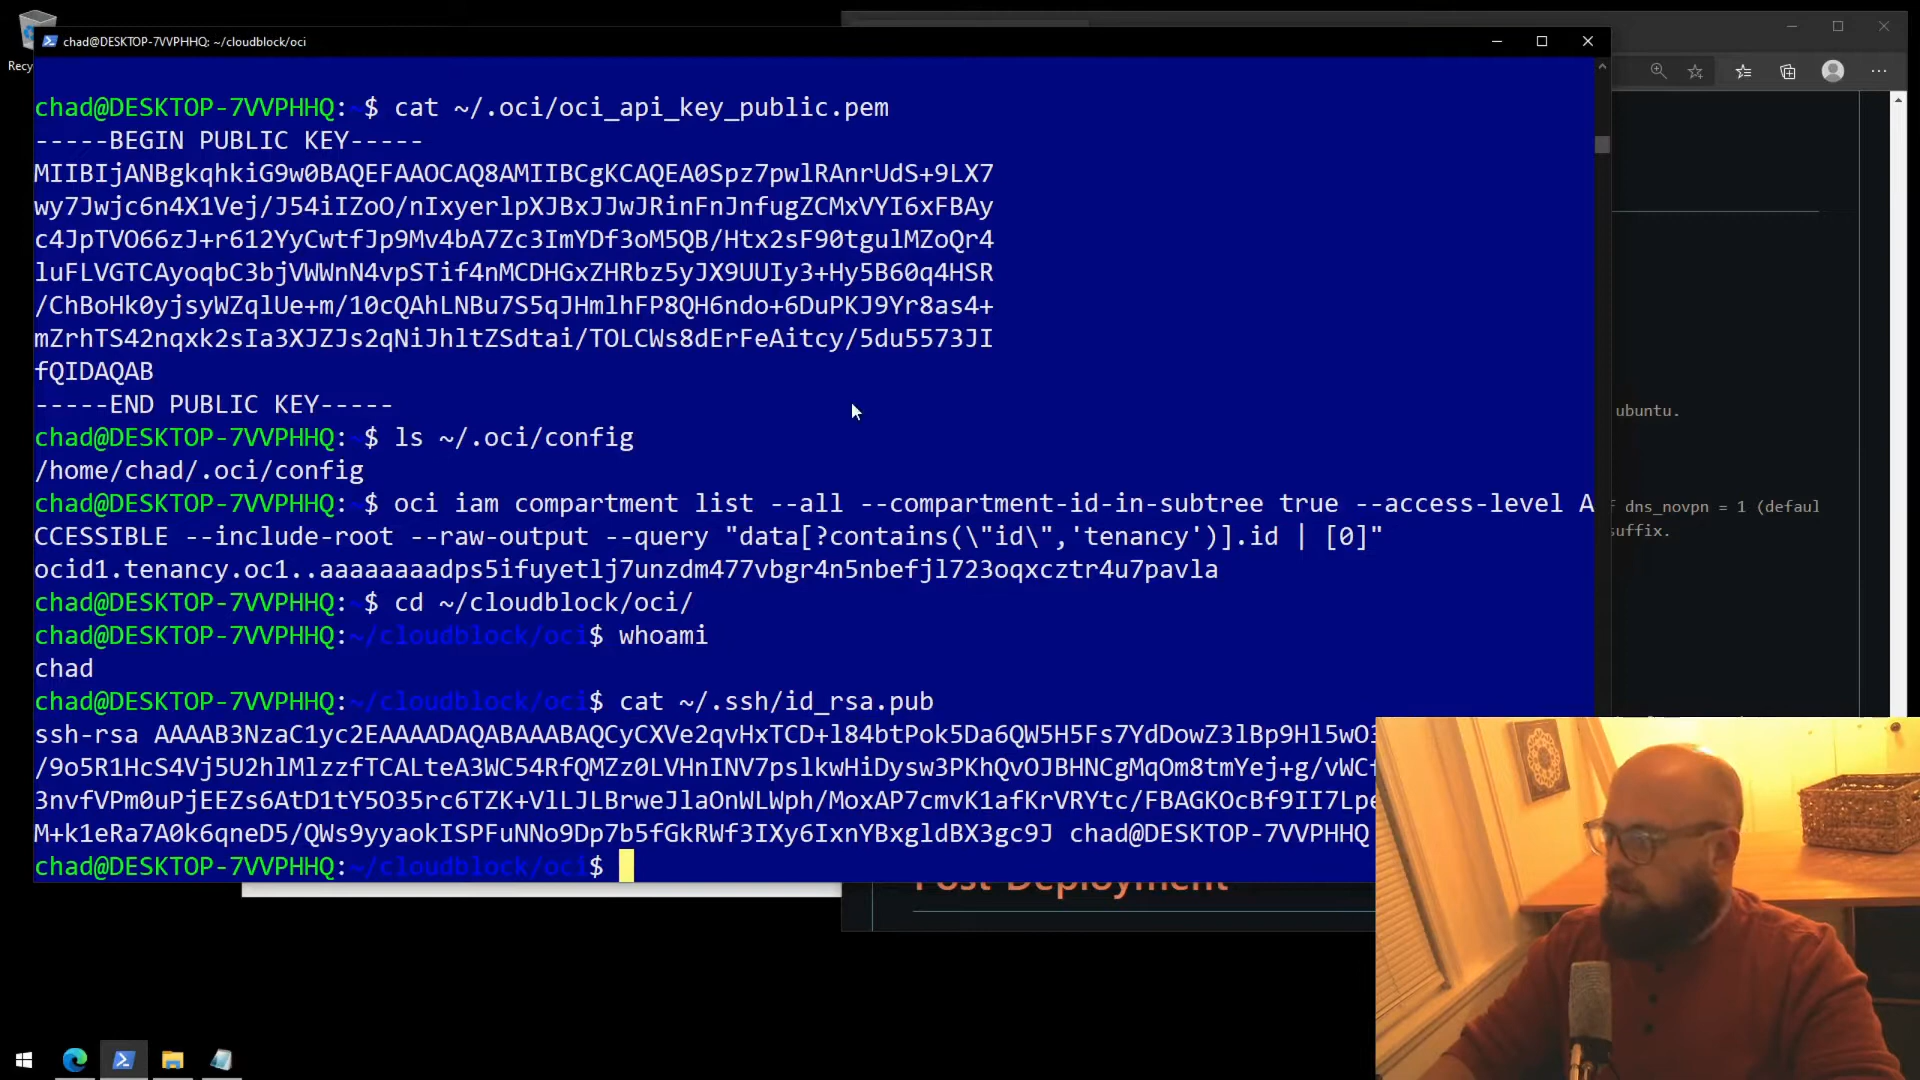 Recy
chad@DESKTOP-7VVPHHQ: ~/cloudblock/oci
chad@DESKTOP-7VVPHHQ:~$ cat ~/.oci/oci_api_key_public.pem
-----BEGIN PUBLIC KEY-----
MIIBIjANBgkqhkiG9w0BAQEFAAOCAQ8AMIIBCgKCAQEA0Spz7pwlRAnrUdS+9LX7
wy7Jwjc6n4X1Vej/J54iIZoO/nIxyerlpXJBxJJwJRinFnJnfugZCMxVYI6xFBAy
c4JpTVO66zJ+r612YyCwtfJp9Mv4bA7Zc3ImYDf3oM5QB/Htx2sF90tgulMZoQr4
luFLVGTCAyoqbC3bjVWWnN4vpSTif4nMCDHGxZHRbz5yJX9UUIy3+Hy5B60q4HSR
/ChBoHk0yjsyWZqlUe+m/10cQAhLNBu7S5qJHmlhFP8QH6ndo+6DuPKJ9Yr8as4+
mZrhTS42nqxk2sIa3XJZJs2qNiJhltZSdtai/TOLCWs8dErFeAitcy/5du5573JI
fQIDAQAB
-----END PUBLIC KEY-----
chad@DESKTOP-7VVPHHQ:~$ ls ~/.oci/config
/home/chad/.oci/config
chad@DESKTOP-7VVPHHQ:~$ oci iam compartment list --all --compartment-id-in-subtree true --access-level A
CCESSIBLE --include-root --raw-output --query "data[?contains(\"id\",'tenancy')].id | [0]"
ocid1.tenancy.oc1..aaaaaaaadps5ifuyetlj7unzdm477vbgr4n5nbefjl723oqxcztr4u7pavla
chad@DESKTOP-7VVPHHQ:~$ cd ~/cloudblock/oci/
chad@DESKTOP-7VVPHHQ:~/cloudblock/oci$ whoami
chad
chad@DESKTOP-7VVPHHQ:~/cloudblock/oci$ cat ~/.ssh/id_rsa.pub
ssh-rsa AAAAB3NzaC1yc2EAAAADAQABAAABAQCyCXVe2qvHxTCD+l84btPok5Da6QW5H5Fs7YdDowZ3lBp9Hl5wO
/9o5R1HcS4Vj5U2hlMlzzfTCALteA3WC54RfQMZz0LVHnINV7pslkwHiDysw3PKhQvOJBHNCgMqOm8tmYej+g/vWC
3nvfVPm0uPjEEZs6AtD1tY5O35rc6TZK+VlLJLBrweJlaOnWLWph/MoxAP7cmvK1afKrVRYtc/FBAGKOcBf9II7Lpe
M+k1eRa7A0k6qneD5/QWs9yyaokISPFuNNo9Dp7b5fGkRWf3IXy6IxnYBxgldBX3gc9J chad@DESKTOP-7VVPHHQ
chad@DESKTOP-7VVPHHQ:~/cloudblock/oci$
ubuntu.
f dns_novpn = 1 (defaul
suffix.
Post-Deployment